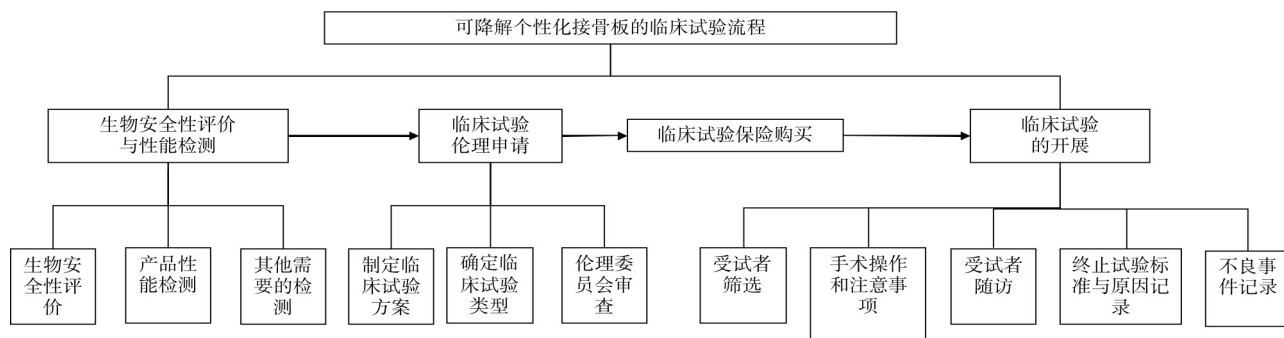 可降解个性化接骨板的临床试验流程
生物安全性评价
与性能检测
临床试验
伦理申请
临床试验保险购买
临床试验
的开展
生物安
全性评
价
产品性
能检测
其他需
要的检
测
制定临
床试验
方案
确定临
床试验
类型
伦理委
员会审
查
受试者
筛选
手术操作
和注意事
项
受试者
随访
终止试验标
准与原因记
录
不良事
件记录